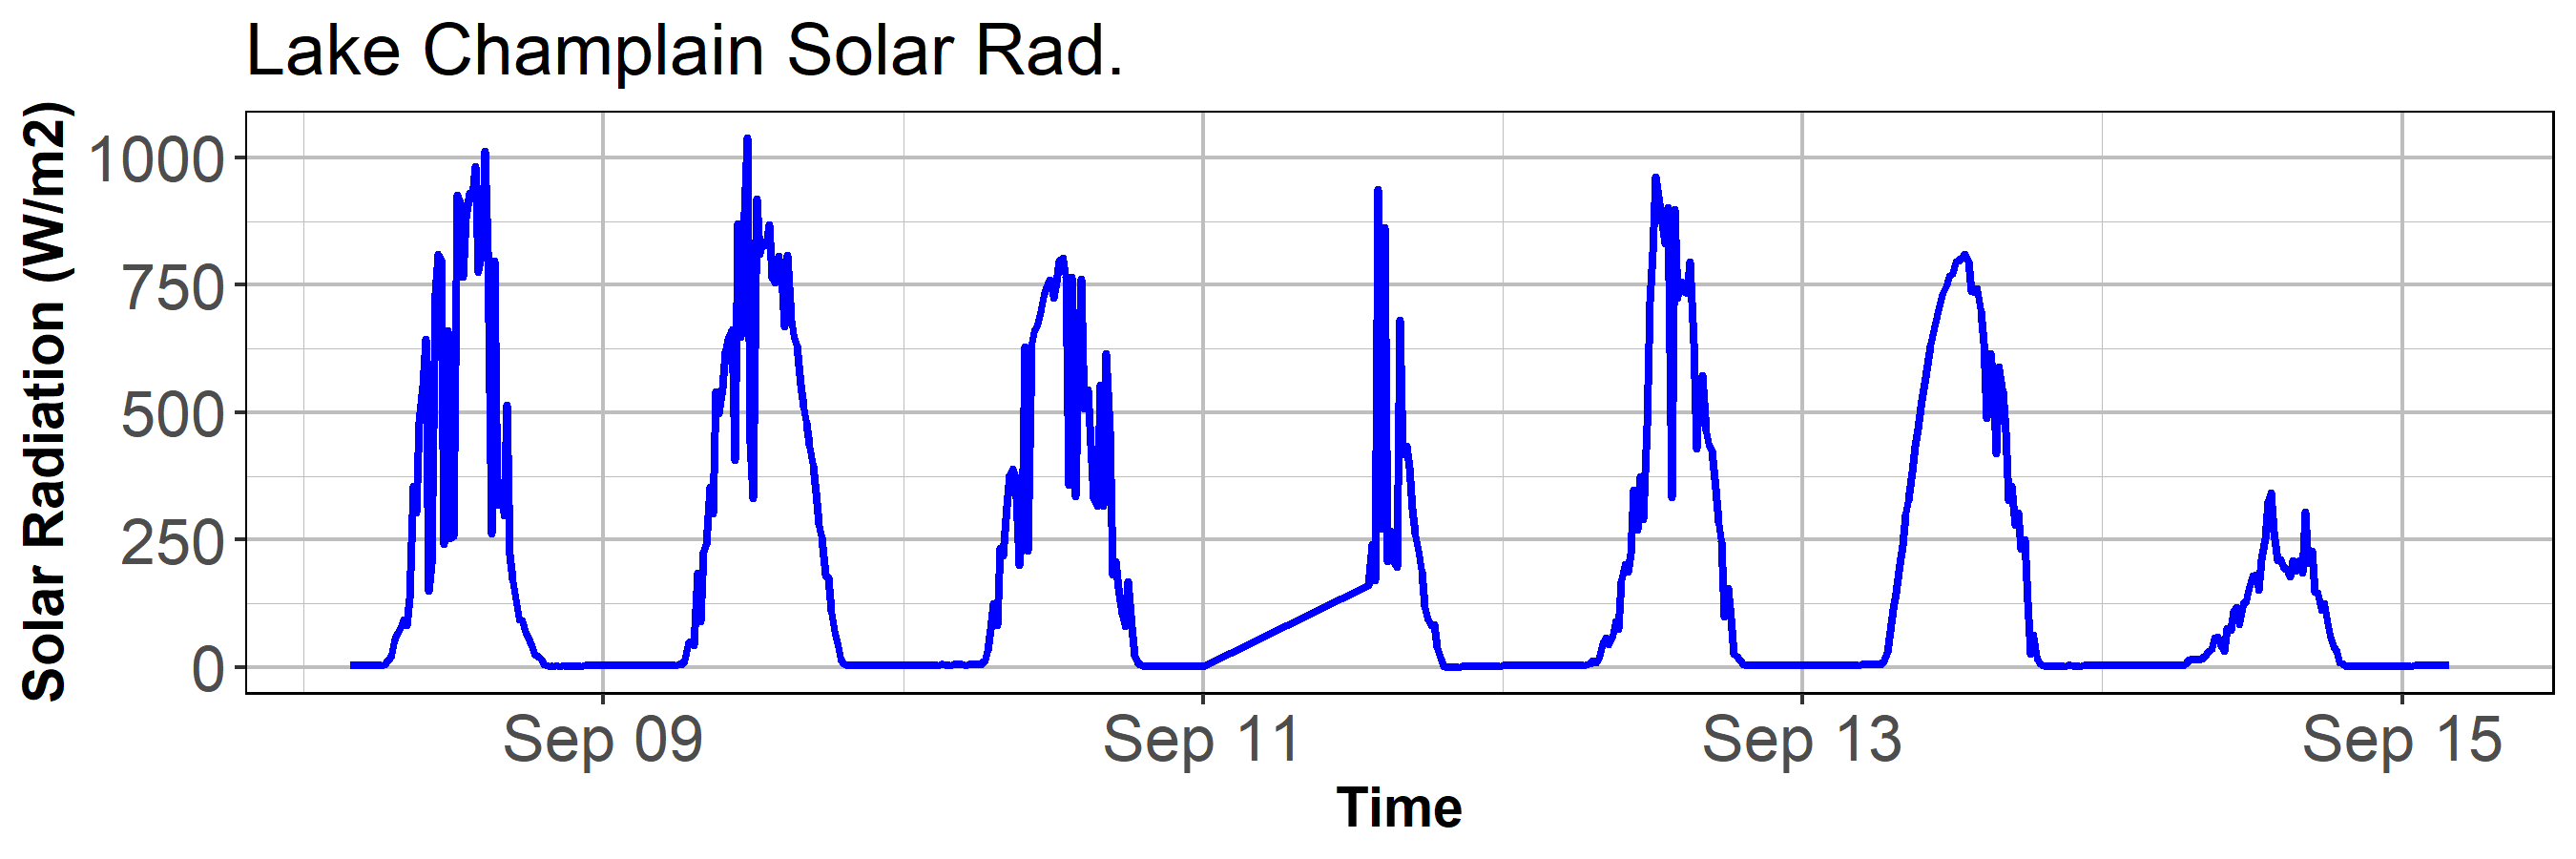 Lake Champlain Solar Rad.
Solar Radiation (W/m2)
1000
750
500
250
0
Sep 09 Sep 11 Sep 13 Sep 15
Time